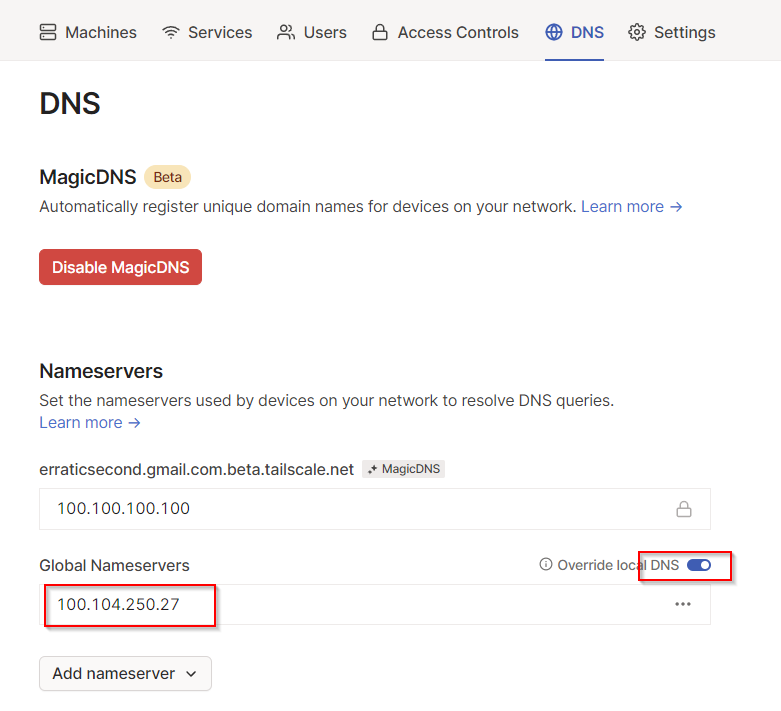 Machines Services Users Access Controls DNS Settings
DNS
MagicDNS Beta
Automatically register unique domain names for devices on your network. Learn more →
Disable MagicDNS
Nameservers
Set the nameservers used by devices on your network to resolve DNS queries.
Learn more →
erraticsecond.gmail.com.beta.tailscale.net MagicDNS
100.100.100.100
Global Nameservers Override local DNS
100.104.250.27
Add nameserver